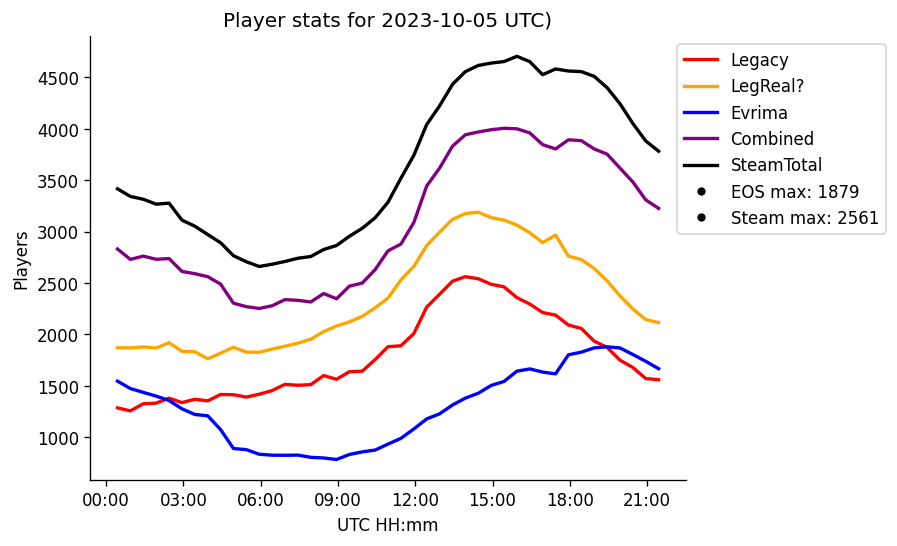 Player stats for 2023-10-05 UTC)
Legacy
LegReal?
Evrima
Combined
SteamTotal
EOS max: 1879
Steam max: 2561
Players
4500
4000
3500
3000
2500
2000
1500
1000
00:00 03:00 06:00 09:00 12:00 15:00 18:00 21:00
UTC HH:mm